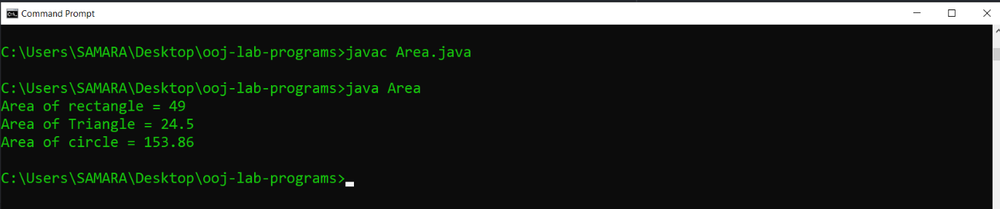 Command Prompt
C:\Users\SAMARA\Desktop\ooj-lab-programs>javac Area.java
C:\Users\SAMARA\Desktop\ooj-lab-programs>java Area
Area of rectangle = 49
Area of Triangle = 24.5
Area of circle = 153.86
C:\Users\SAMARA\Desktop\ooj-lab-programs>